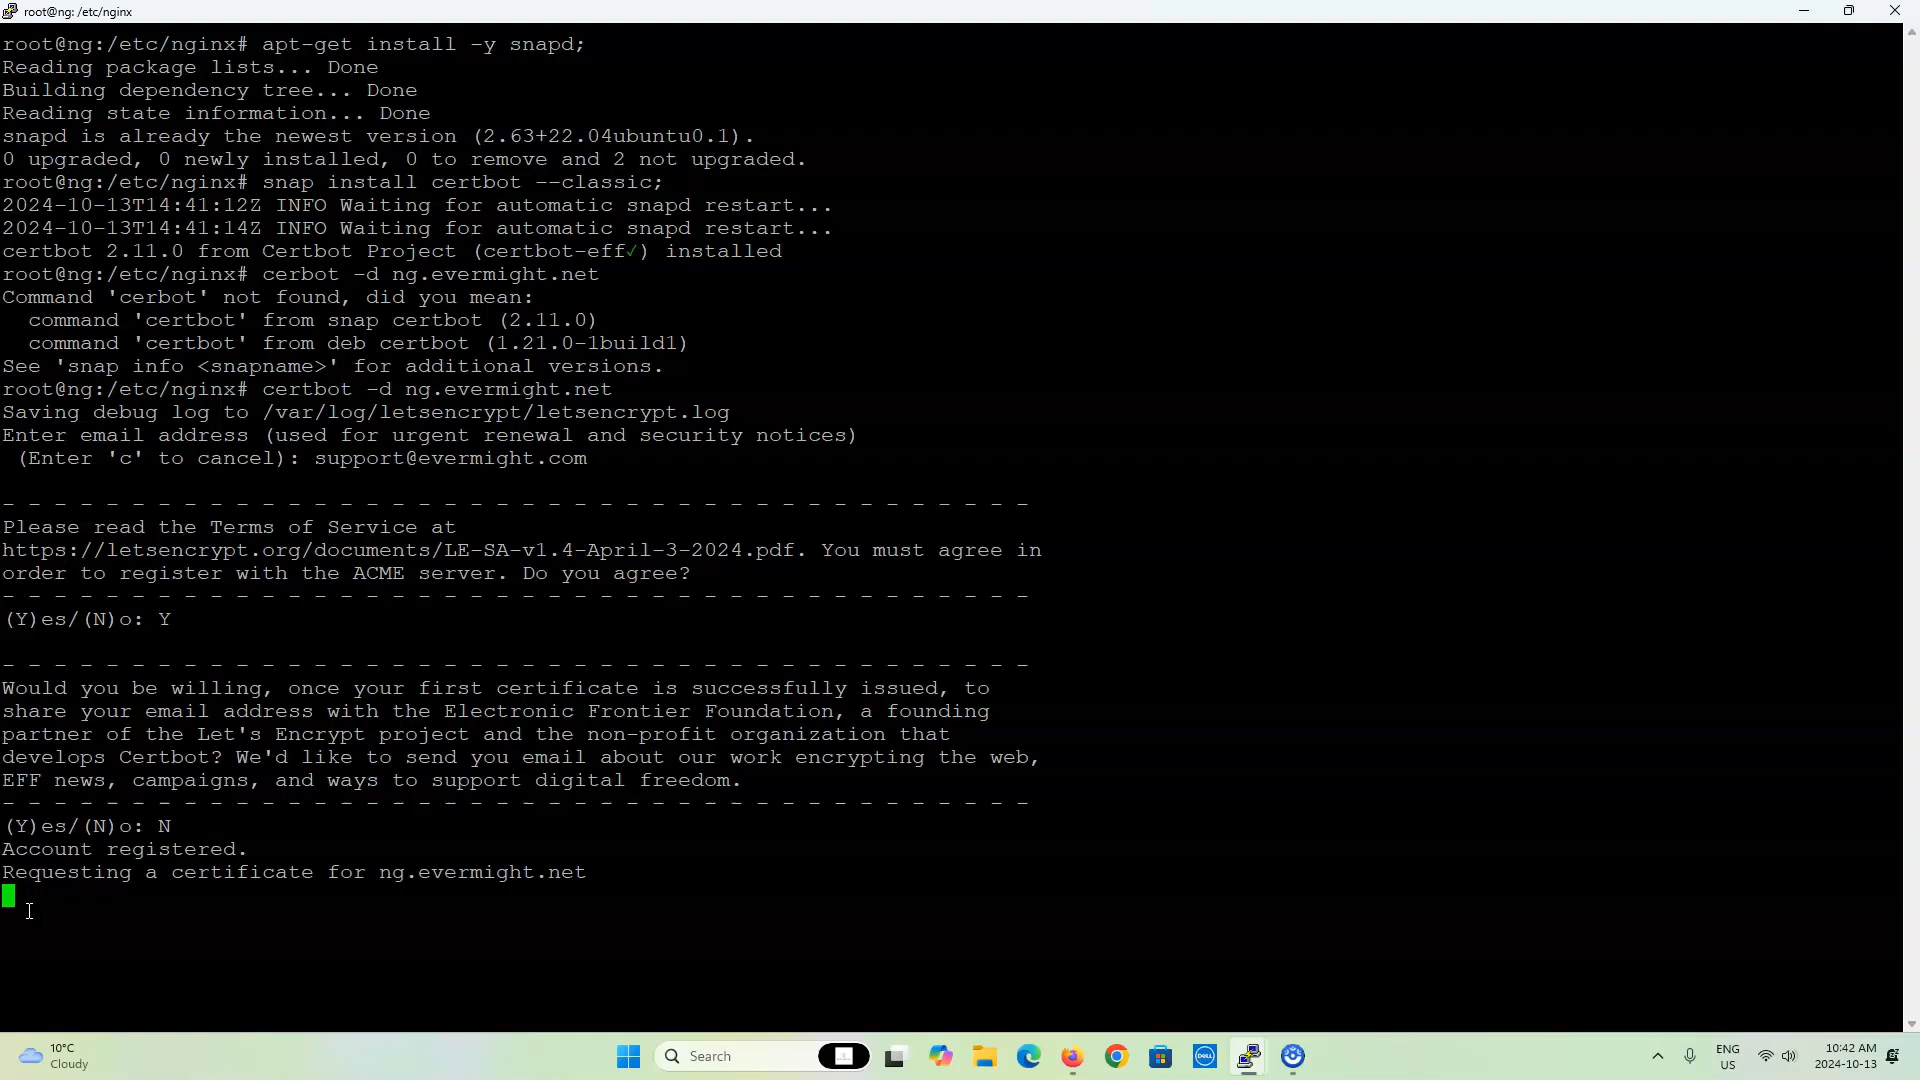 root@ng: /etc/nginx
root@ng:/etc/nginx# apt-get install -y snapd;
Reading package lists... Done
Building dependency tree... Done
Reading state information... Done
snapd is already the newest version (2.63+22.04ubuntu0.1).
0 upgraded, 0 newly installed, 0 to remove and 2 not upgraded.
root@ng:/etc/nginx# snap install certbot --classic;
2024-10-13T14:41:12Z INFO Waiting for automatic snapd restart...
2024-10-13T14:41:14Z INFO Waiting for automatic snapd restart...
certbot 2.11.0 from Certbot Project (certbot-eff✓) installed
root@ng:/etc/nginx# cerbot -d ng.evermight.net
Command 'cerbot' not found, did you mean:
  command 'certbot' from snap certbot (2.11.0)
  command 'certbot' from deb certbot (1.21.0-1build1)
See 'snap info <snapname>' for additional versions.
root@ng:/etc/nginx# certbot -d ng.evermight.net
Saving debug log to /var/log/letsencrypt/letsencrypt.log
Enter email address (used for urgent renewal and security notices)
 (Enter 'c' to cancel): support@evermight.com
- - - - - - - - - - - - - - - - - - - - - - - - - - - - - - - - - - - - - - - -
Please read the Terms of Service at
https://letsencrypt.org/documents/LE-SA-v1.4-April-3-2024.pdf. You must agree in
order to register with the ACME server. Do you agree?
- - - - - - - - - - - - - - - - - - - - - - - - - - - - - - - - - - - - - - - -
(Y)es/(N)o: Y
- - - - - - - - - - - - - - - - - - - - - - - - - - - - - - - - - - - - - - - -
Would you be willing, once your first certificate is successfully issued, to
share your email address with the Electronic Frontier Foundation, a founding
partner of the Let's Encrypt project and the non-profit organization that
develops Certbot? We'd like to send you email about our work encrypting the web,
EFF news, campaigns, and ways to support digital freedom.
- - - - - - - - - - - - - - - - - - - - - - - - - - - - - - - - - - - - - - - -
(Y)es/(N)o: N
Account registered.
Requesting a certificate for ng.evermight.net
10°C
Cloudy
Search
DELL
ENG
US
10:42 AM
2024-10-13